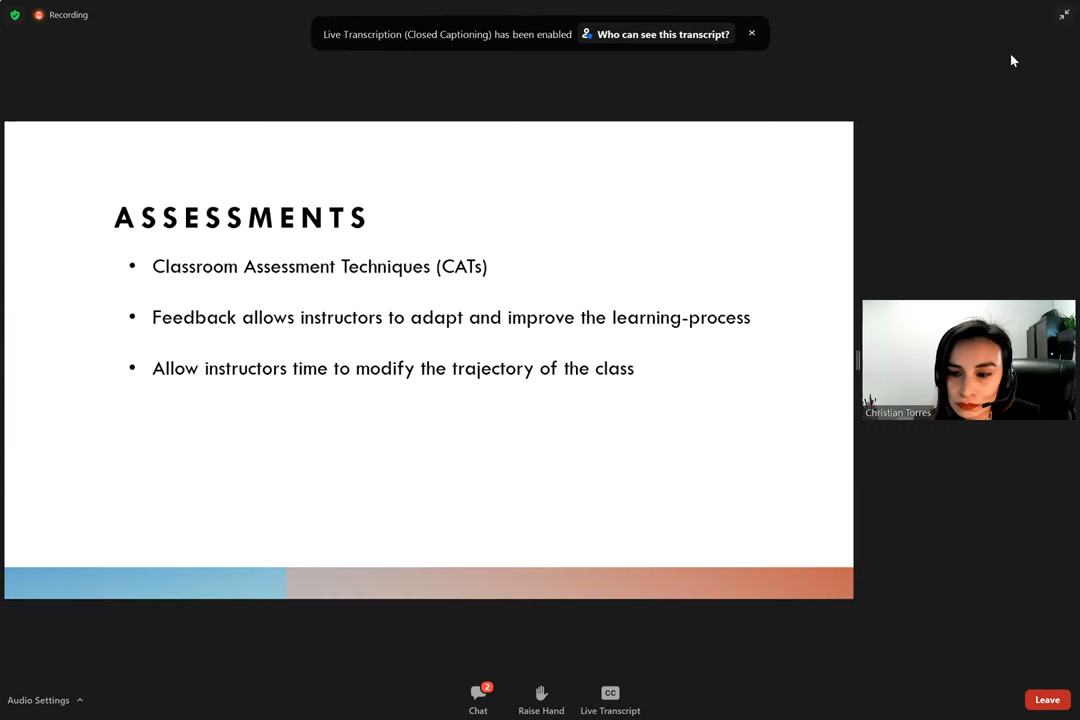 Recording
Live Transcription (Closed Captioning) has been enabled Who can see this transcript?
ASSESSMENTS
• Classroom Assessment Techniques (CATs)
• Feedback allows instructors to adapt and improve the learning-process
• Allow instructors time to modify the trajectory of the class
Christian Torres
Audio Settings
2
Chat
Raise Hand
CC
Live Transcript
Leave